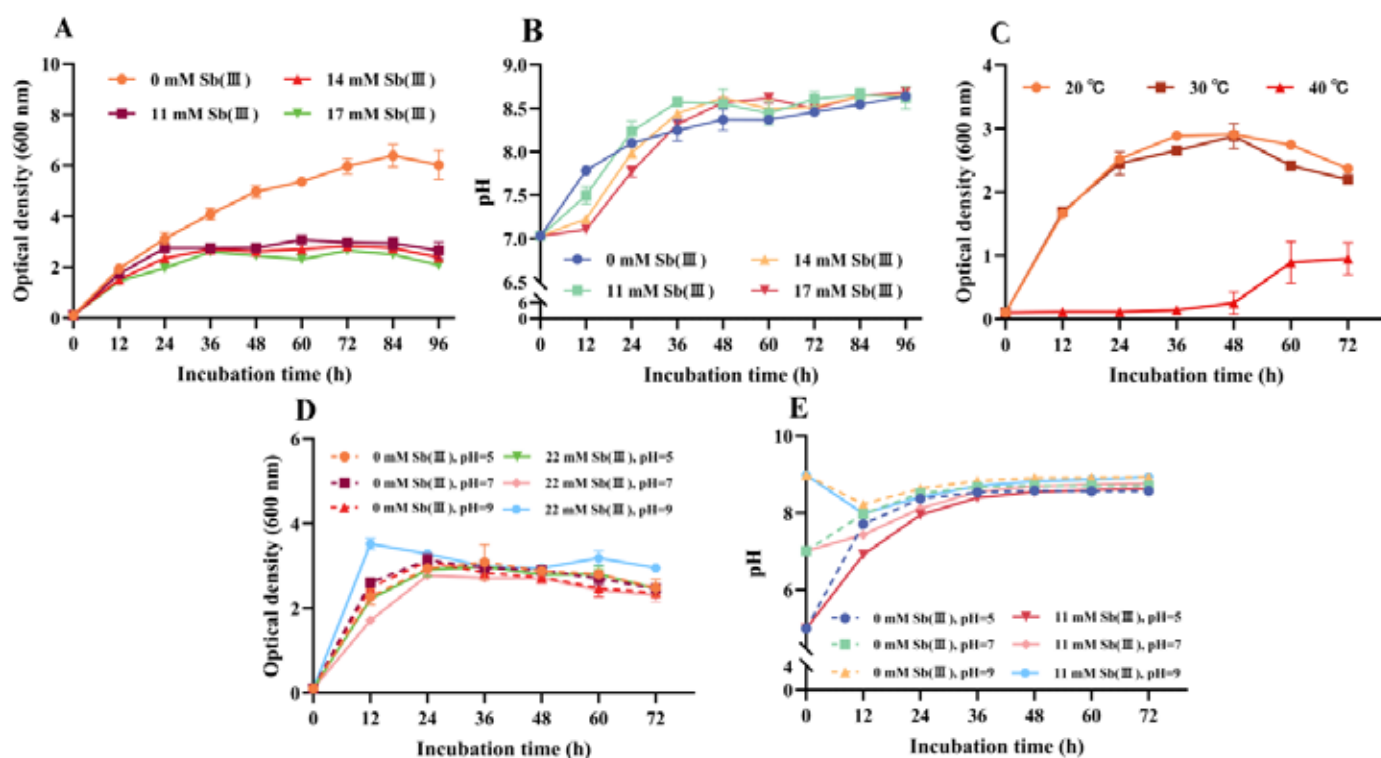 A
Optical density (600 nm)
10
8
6
4
2
0
0 mM Sb(Ⅲ)
14 mM Sb(Ⅲ)
11 mM Sb(Ⅲ)
17 mM Sb(Ⅲ)
0 12 24 36 48 60 72 84 96
Incubation time (h)
B
pH
9.0
8.5
8.0
7.5
7.0
6.5
6
0
0 mM Sb(Ⅲ)
14 mM Sb(Ⅲ)
11 mM Sb(Ⅲ)
17 mM Sb(Ⅲ)
0 12 24 36 48 60 72 84 96
Incubation time (h)
C
Optical density (600 nm)
4
3
2
1
0
20 ℃
30 ℃
40 ℃
0 12 24 36 48 60 72
Incubation time (h)
D
Optical density (600 nm)
6
4
2
0
0 mM Sb(Ⅲ), pH=5
22 mM Sb(Ⅲ), pH=5
0 mM Sb(Ⅲ), pH=7
22 mM Sb(Ⅲ), pH=7
0 mM Sb(Ⅲ), pH=9
22 mM Sb(Ⅲ), pH=9
0 12 24 36 48 60 72
Incubation time (h)
E
pH
10
8
6
4
0
0 mM Sb(Ⅲ), pH=5
11 mM Sb(Ⅲ), pH=5
0 mM Sb(Ⅲ), pH=7
11 mM Sb(Ⅲ), pH=7
0 mM Sb(Ⅲ), pH=9
11 mM Sb(Ⅲ), pH=9
0 12 24 36 48 60 72
Incubation time (h)